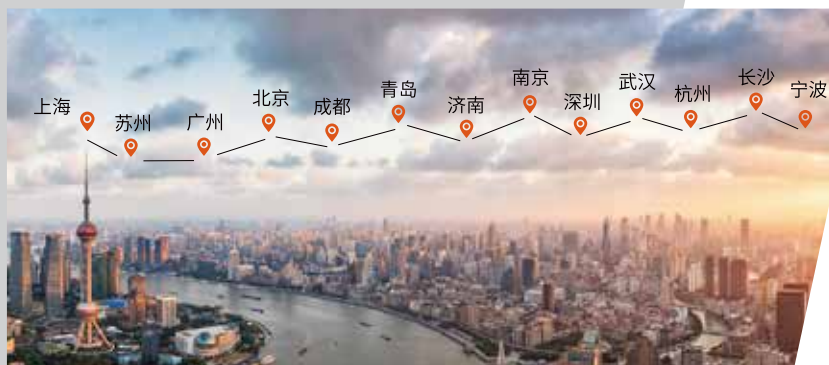 上海
苏州
广州
北京
成都
青岛
济南
南京
深圳
武汉
杭州
长沙
宁波